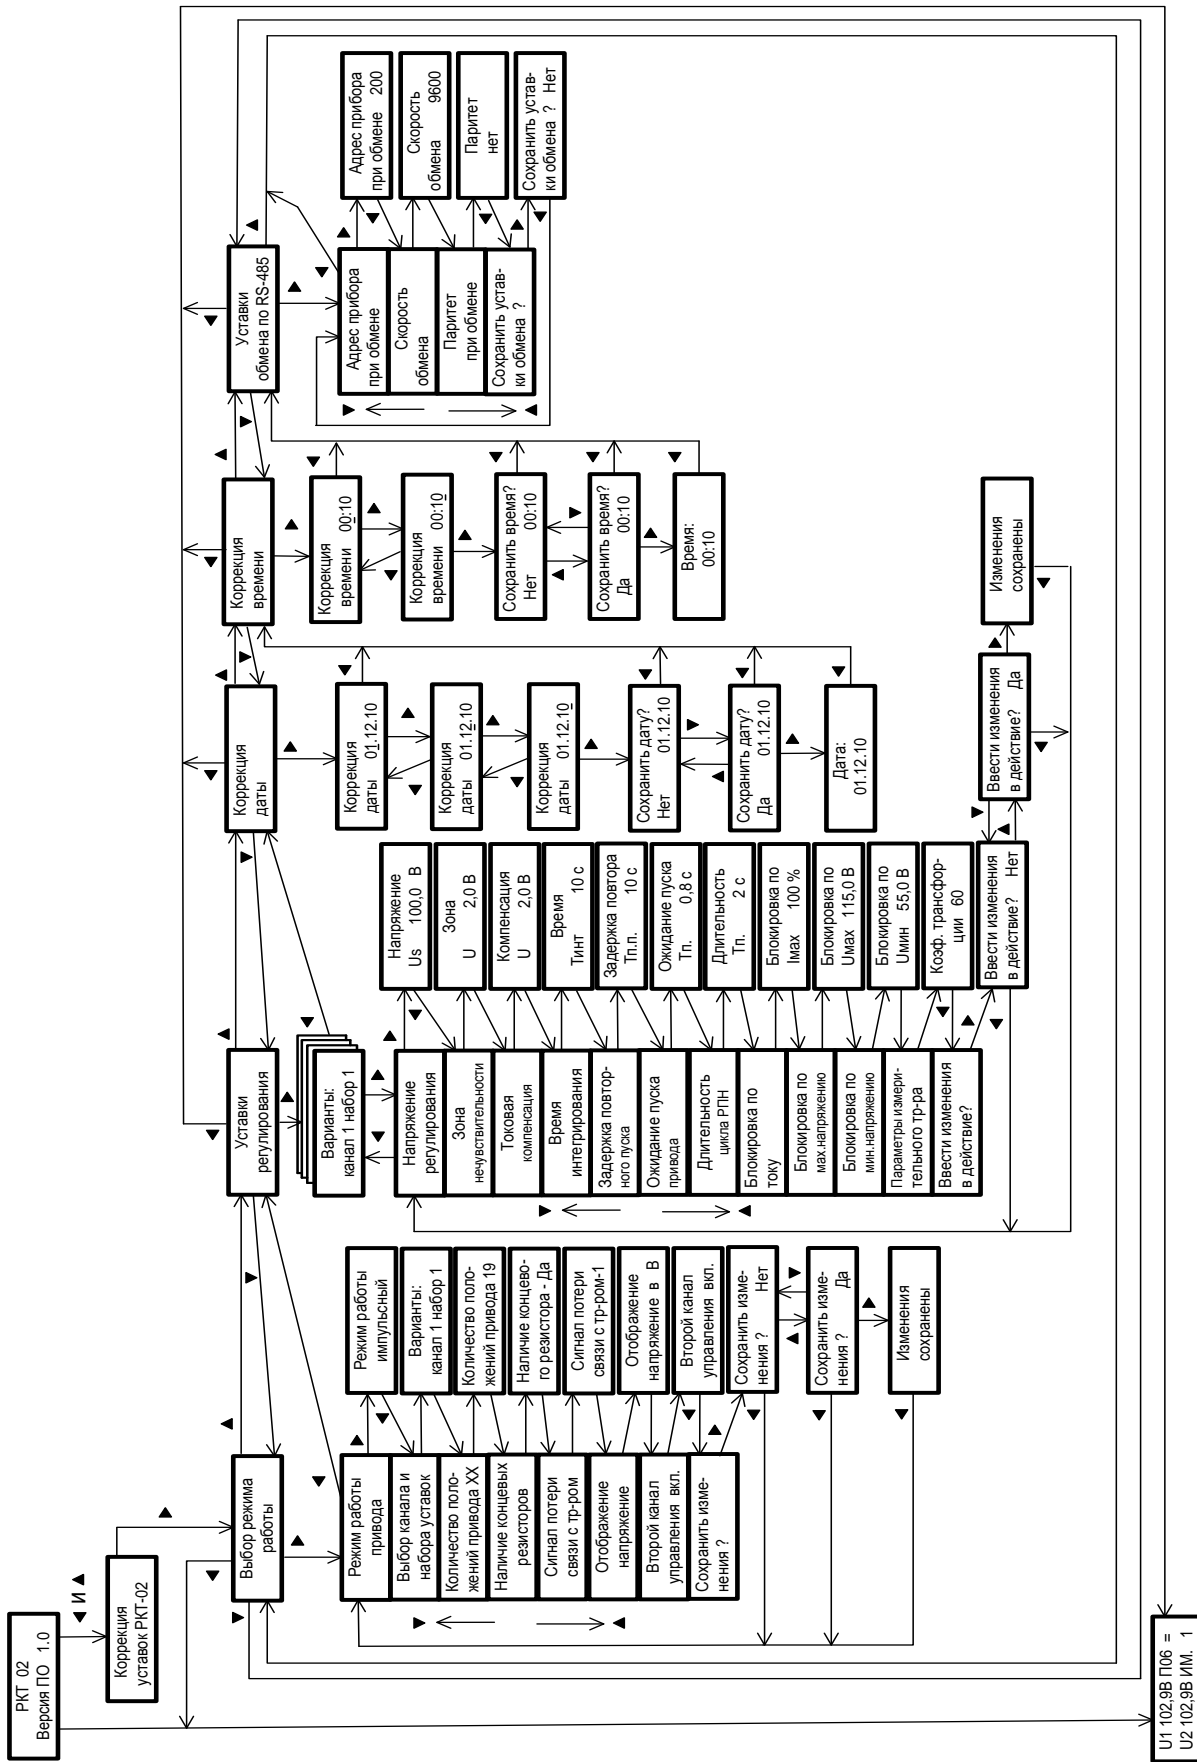 РКТ 02
Версия ПО 1.0
▼ И ▲
Коррекция
уставок РКТ-02
U1 102,9В П06 =
U2 102,9В ИМ. 1
Выбор режима
работы
Режим работы
привода
Выбор канала и
набора уставок
Количество поло-
жений привода XX
Наличие концевых
резисторов
Сигнал потери
связи с тр-ром
Отображение
напряжение
Второй канал
управления вкл.
Сохранить изме-
нения ?
Режим работы
импульсный
Варианты:
канал 1 набор 1
Количество поло-
жений привода 19
Наличие концево-
го резистора - Да
Сигнал потери
связи с тр-ром-1
Отображение
напряжение в В
Второй канал
управления вкл.
Сохранить изме-
нения ? Нет
Сохранить изме-
нения ? Да
Изменения
сохранены
Уставки
регулирования
Варианты:
канал 1 набор 1
Напряжение
регулирования
Зона
нечувствительности
Токовая
компенсация
Время
интегрирования
Задержка повтор-
ного пуска
Ожидание пуска
привода
Длительность
цикла РПН
Блокировка по
току
Блокировка по
мах.напряжению
Блокировка по
мин.напряжению
Параметры измери-
тельного тр-ра
Ввести изменения
в действие?
Напряжение
Us 100,0 В
Зона
U 2,0 В
Компенсация
U 2,0 В
Время
Тинт 10 с
Задержка повтора
Тп.п. 10 с
Ожидание пуска
Тп. 0,8 с
Длительность
Тп. 2 с
Блокировка по
Iмах 100 %
Блокировка по
Uмах 115,0 В
Блокировка по
Uмин 55,0 В
Коэф. трансфор-
ции 60
Ввести изменения
в действие? Нет
Ввести изменения
в действие? Да
Изменения
сохранены
Коррекция
даты
Коррекция
даты 01.12.10
Коррекция
даты 01.12.10
Коррекция
даты 01.12.10
Сохранить дату?
Нет 01.12.10
Сохранить дату?
Да 01.12.10
Дата:
01.12.10
Коррекция
времени
Коррекция
времени 00:10
Коррекция
времени 00:10
Сохранить время?
Нет 00:10
Сохранить время?
Да 00:10
Время:
00:10
Уставки
обмена по RS-485
Адрес прибора
при обмене
Скорость
обмена
Паритет
при обмене
Сохранить устав-
ки обмена ?
Адрес прибора
при обмене 200
Скорость
обмена 9600
Паритет
нет
Сохранить устав-
ки обмена ? Нет